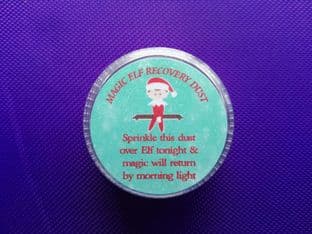 MAGIC ELF RECOVERY DUST
Sprinkle this dust
over Elf tonight &
magic will return
by morning light